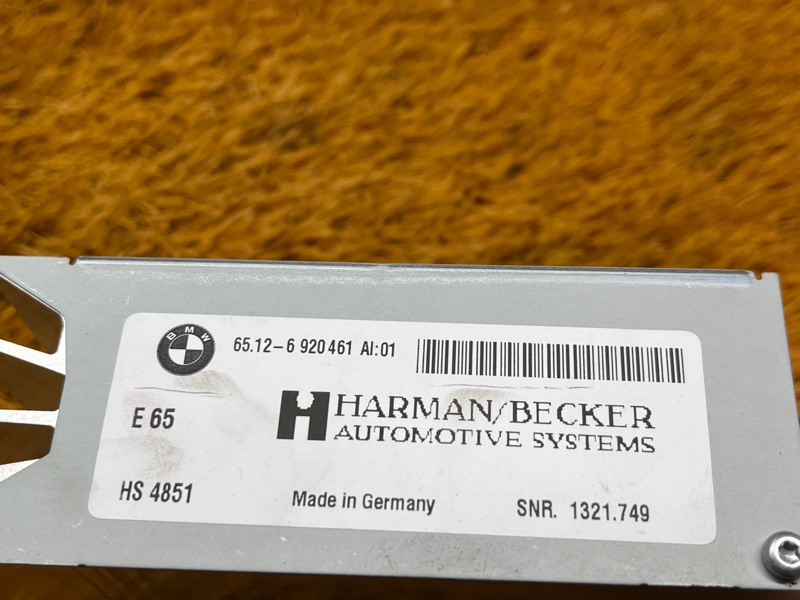 BMW
65.12-6 920 461 AI:01
E 65
HARMAN/BECKER
AUTOMOTIVE SYSTEMS
HS 4851
Made in Germany
SNR. 1321.749